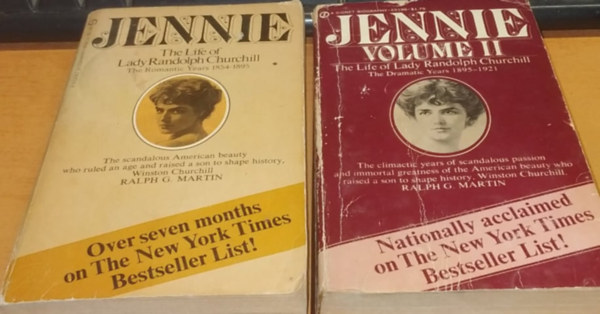 JENNIE
The Life of
Lady Randolph Churchill
The Romantic Years 1854-1895
The scandalous American beauty
who ruled an age and raised a son to shape history,
Winston Churchill
RALPH G. MARTIN
Over seven months
on The New York Times
Bestseller List!
JENNIE
VOLUME II
The Life of Lady Randolph Churchill
The Dramatic Years 1895-1921
The climactic years of scandalous passion
and immortal greatness of the American beauty who
raised a son to shape history, Winston Churchill.
RALPH G. MARTIN
Nationally acclaimed
on The New York Times
Bestseller List!